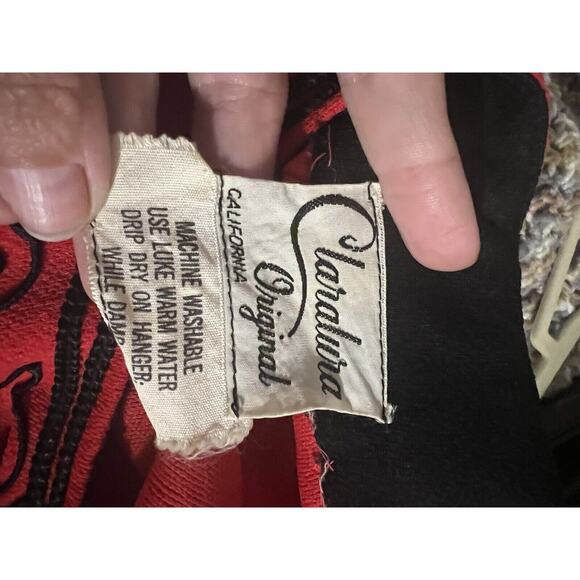 Claralura
Original
CALIFORNIA
MACHINE WASHABLE
USE LUKE WARM WATER
DRIP DRY ON HANGER:
WHILE DAMP